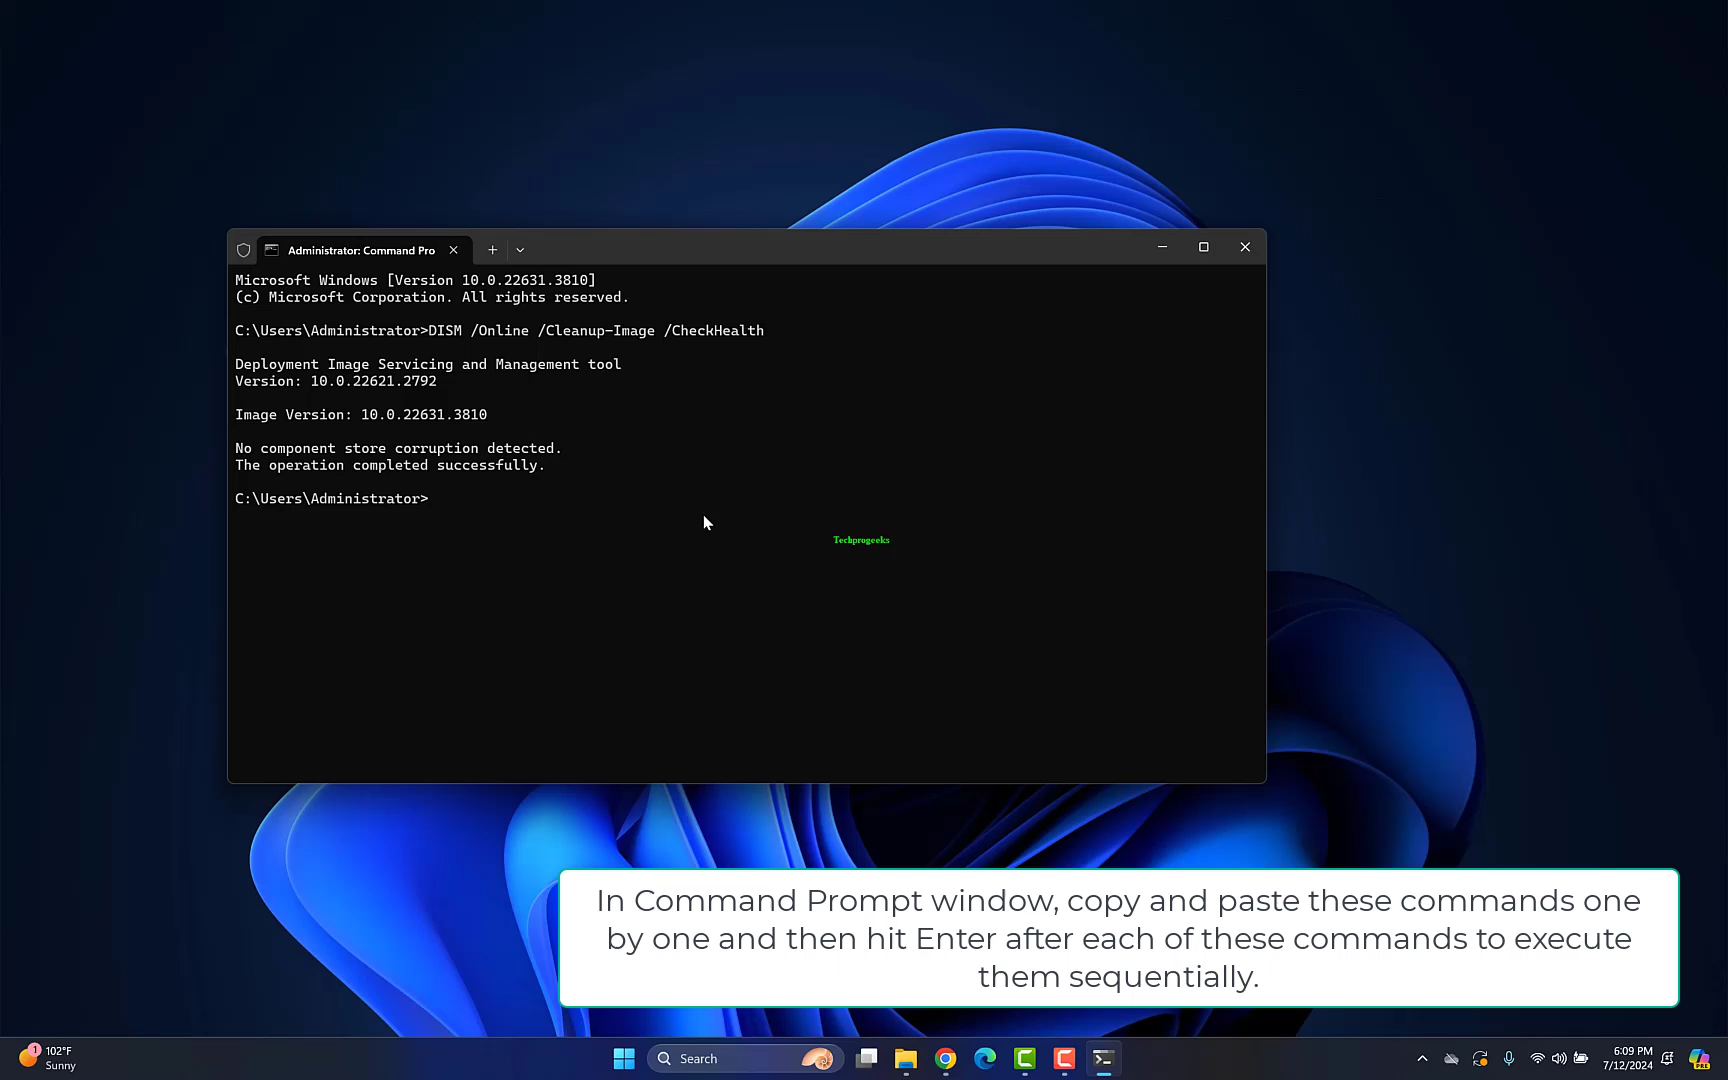 Administrator: Command Pro
Microsoft Windows [Version 10.0.22631.3810]
(c) Microsoft Corporation. All rights reserved.
C:\Users\Administrator>DISM /Online /Cleanup-Image /CheckHealth
Deployment Image Servicing and Management tool
Version: 10.0.22621.2792
Image Version: 10.0.22631.3810
No component store corruption detected.
The operation completed successfully.
C:\Users\Administrator>
Techprogeeks
In Command Prompt window, copy and paste these commands one
by one and then hit Enter after each of these commands to execute
them sequentially.
1
102°F
Sunny
Search
6:09 PM
7/12/2024
PRE